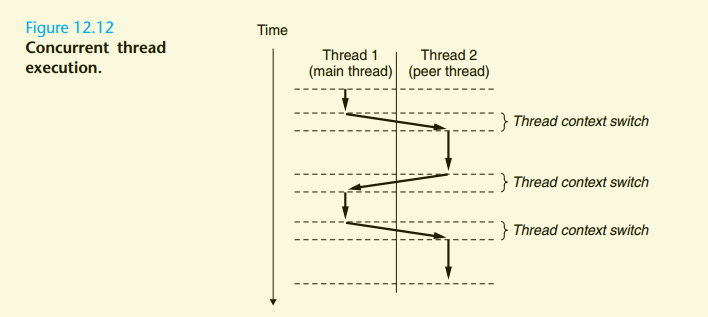 Figure 12.12
Concurrent thread
execution.
Time
Thread 1
(main thread)
Thread 2
(peer thread)
Thread context switch
Thread context switch
Thread context switch